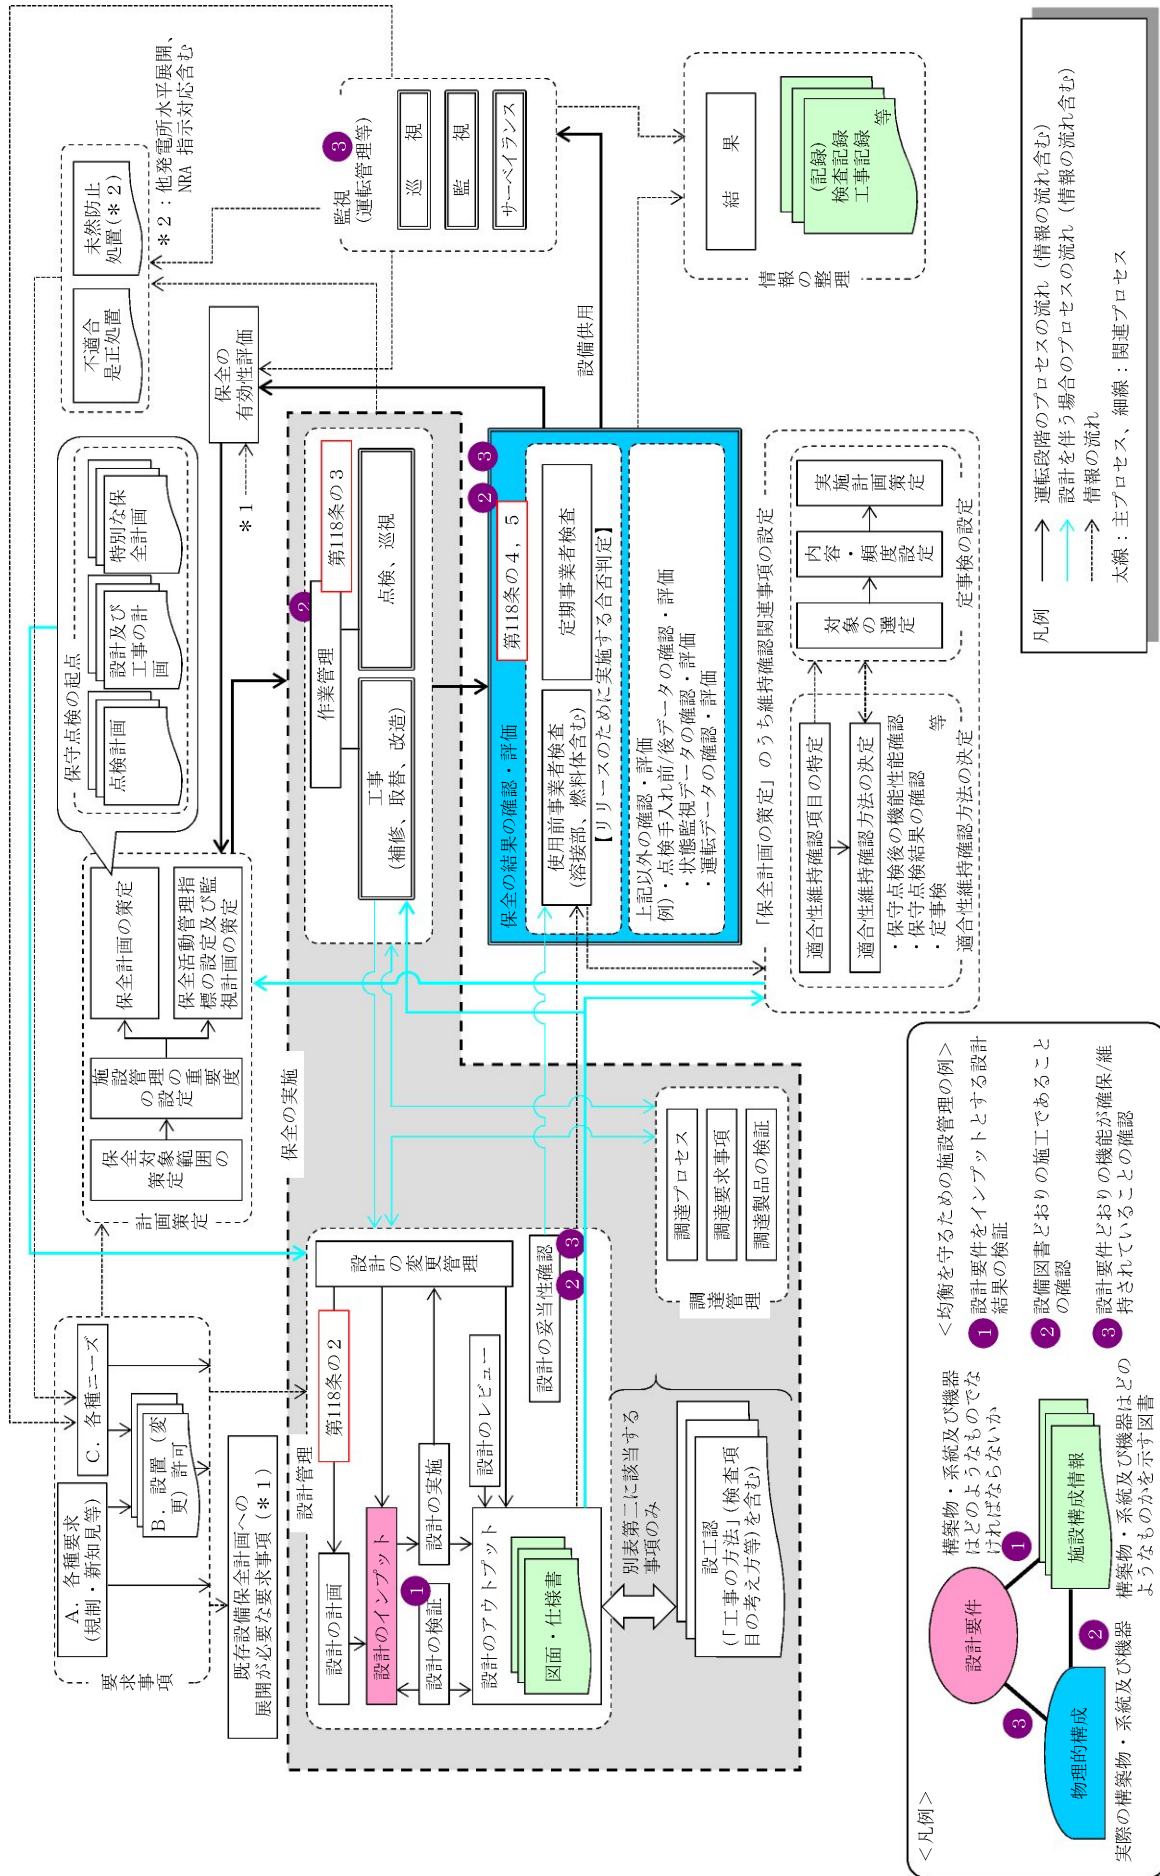 要求事項
A．各種要求
(規制・新知見等)
C．各種ニーズ
B．設置（変
更）許可
既存設備保全計画への
展開が必要な要求事項（＊1）
計画策定
保全対象範囲の
策定
施設管理の重要度
の設定
保全計画の策定
保全活動管理指
標の設定及び監
視計画の策定
保守点検の起点
点検計画
設計及び
工事の計
画
特別な保
全計画
＊1
保全の
有効性評価
不適合
是正処置
未然防止
処置(＊2)
＊2：他発電所水平展開、
NRA 指示対応含む
保全の実施
設計管理
第118条の2
設計の計画
設計の変更管理
設計のインプット
設計の実施
1
設計の検証
設計のレビュー
設計のアウトプット
図面・仕様書
設計の妥当性確認
2
3
別表第二に該当する
事項のみ
設工認
(「工事の方法」(検査項
目の考え方等)を含む)
調達管理
調達プロセス
調達要求事項
調達製品の検証
2
作業管理
第118条の3
工事
(補修、取替、改造)
点検、巡視
2
3
保全の結果の確認・評価
第118条の4，5
使用前事業者検査
(溶接部、燃料体含む)
定期事業者検査
【リリースのために実施する合否判定】
上記以外の確認・評価
例)・点検手入れ前/後データの確認・評価
・状態監視データの確認・評価
・運転データの確認・評価
設備供用
監視
(運転管理等)
3
巡　視
監　視
サーベイランス
情報の整理
結　果
(記録)
検査記録
工事記録
等
「保全計画の策定」のうち維持確認関連事項の設定
適合性維持確認項目の特定
適合性維持確認方法の決定
・保守点検後の機能性能確認
・保守点検結果の確認
・定事検　等
適合性維持確認方法の決定
対象の選定
内容・頻度
設定
実施計画策定
定事検の設定
凡例
運転段階のプロセスの流れ（情報の流れ含む）
設計を伴う場合のプロセスの流れ（情報の流れ含む）
情報の流れ
太線：主プロセス、細線：関連プロセス
＜凡例＞
設計要件
構築物・系統及び機器
はどのようなものでな
ければならないか
1
施設構成情報
構築物・系統及び機器はどの
ようなものかを示す図書
2
物理的構成
実際の構築物・系統及び機器
3
＜均衡を守るための施設管理の例＞
1 設計要件をインプットとする設計
結果の検証
2 設備図書どおりの施工であること
の確認
3 設計要件どおりの機能が確保/維
持されていることの確認